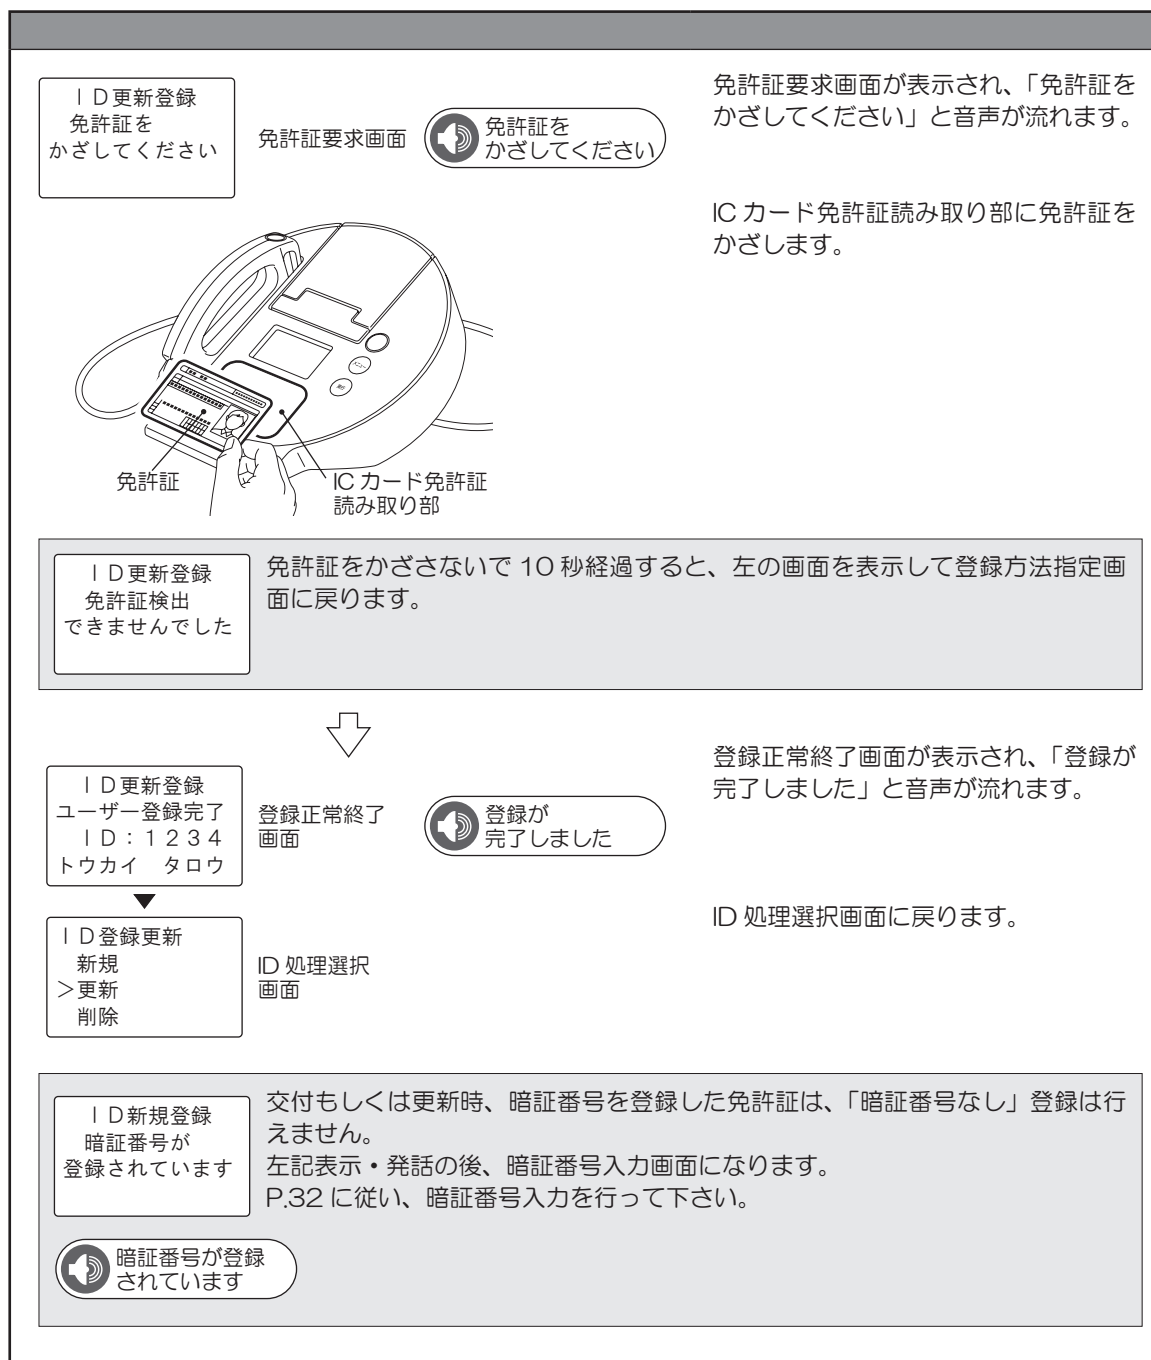 ＩＤ更新登録
免許証を
かざしてください
免許証要求画面
免許証を
かざしてください
免許証要求画面が表示され、「免許証を
かざしてください」と音声が流れます。
IC カード免許証読み取り部に免許証を
かざします。
免許証
IC カード免許証
読み取り部
ＩＤ更新登録
免許証検出
できませんでした
免許証をかざさないで 10 秒経過すると、左の画面を表示して登録方法指定画
面に戻ります。
ＩＤ更新登録
ユーザー登録完了
ＩＤ：１２３４
トウカイ　タロウ
登録正常終了
画面
登録が
完了しました
登録正常終了画面が表示され、「登録が
完了しました」と音声が流れます。
ＩＤ登録更新
新規
＞更新
削除
ID 処理選択
画面
ID 処理選択画面に戻ります。
ＩＤ新規登録
暗証番号が
登録されています
交付もしくは更新時、暗証番号を登録した免許証は、「暗証番号なし」登録は行
えません。
左記表示・発話の後、暗証番号入力画面になります。
P.32 に従い、暗証番号入力を行って下さい。
暗証番号が登録
されています